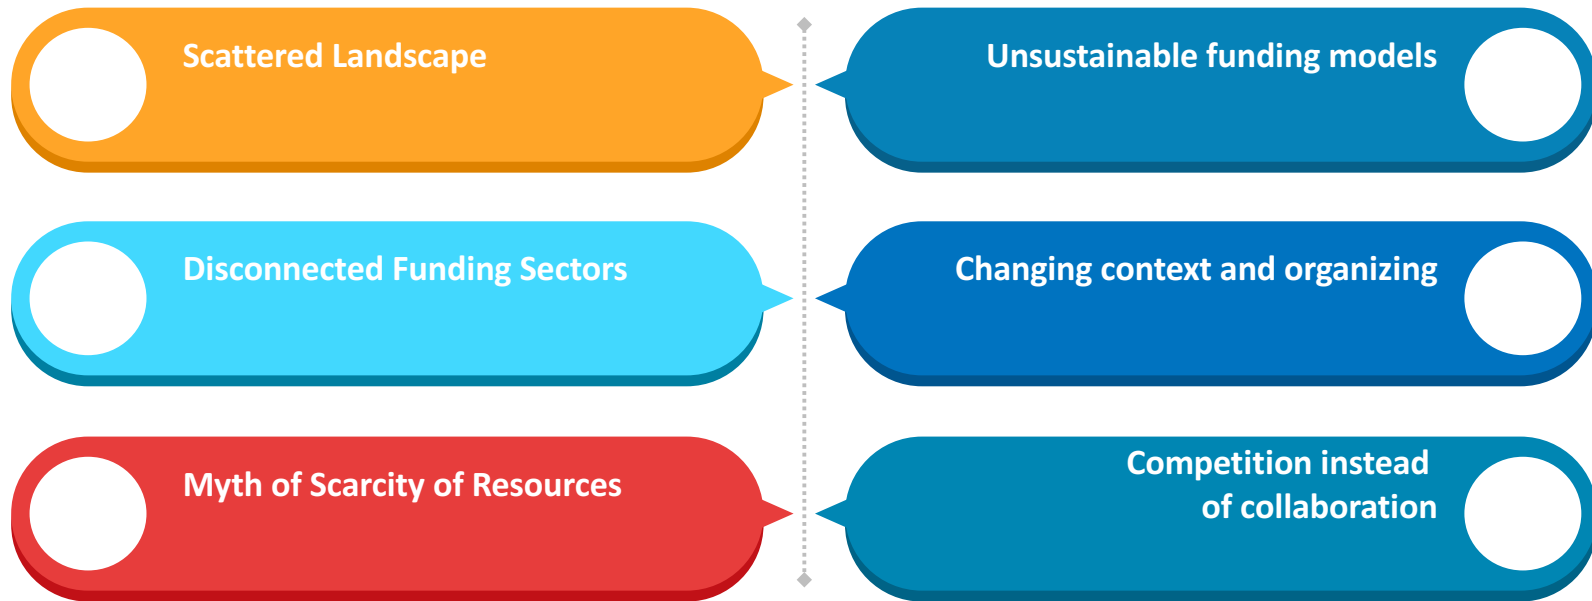 Scattered Landscape
Unsustainable funding models
Disconnected Funding Sectors
Changing context and organizing
Myth of Scarcity of Resources
Competition instead
of collaboration